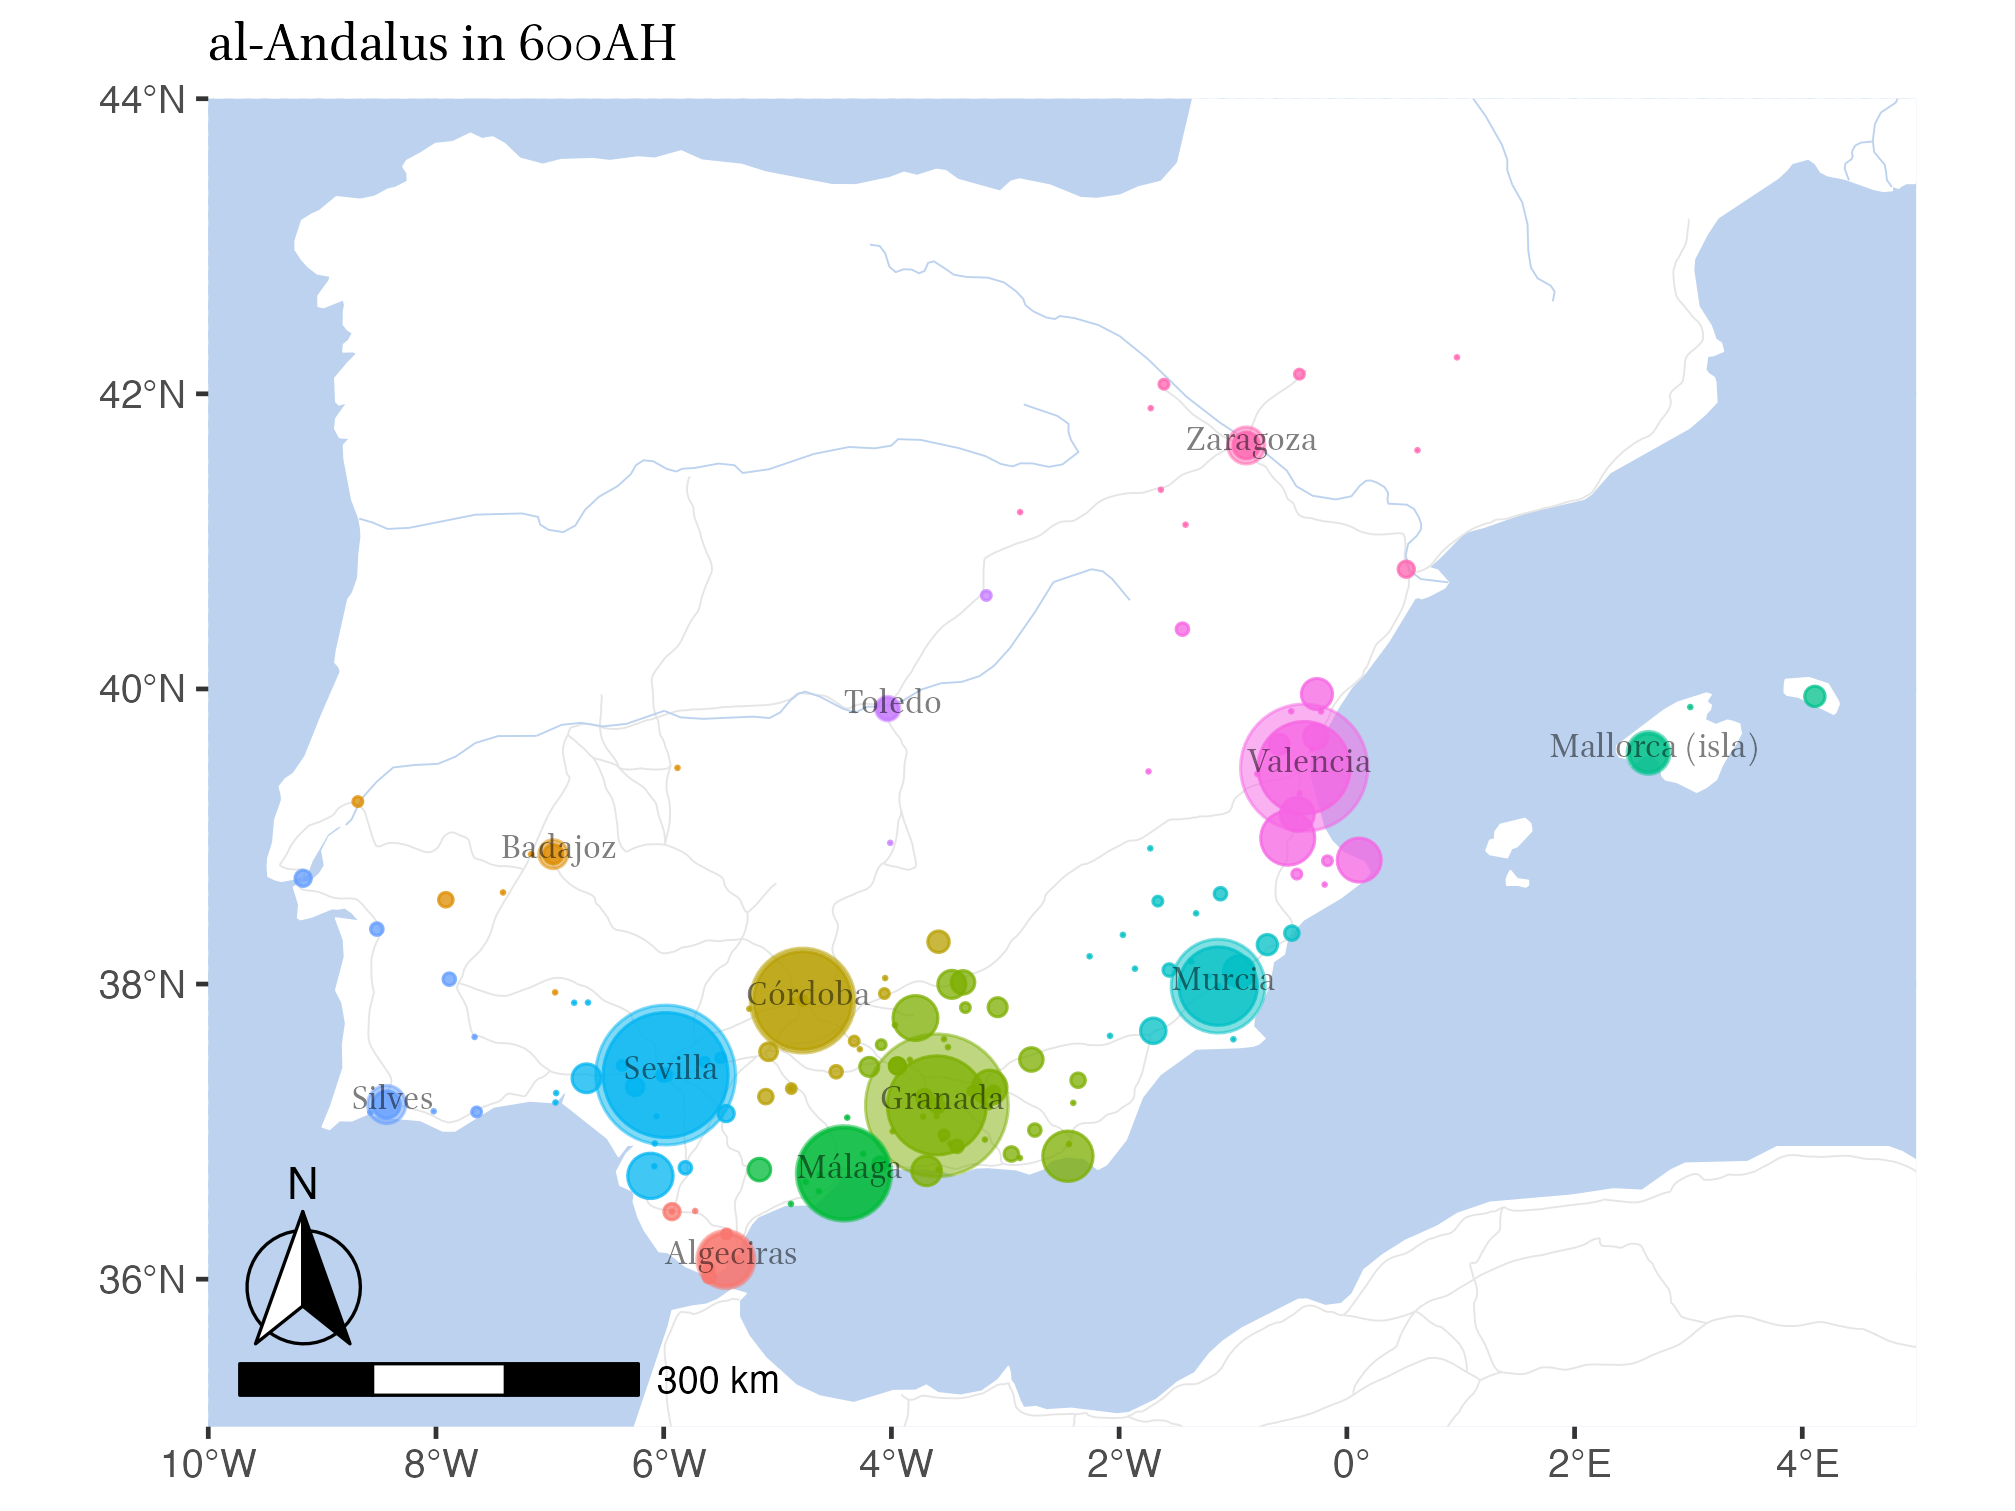 al-Andalus in 600AH
44°N
42°N
Zaragoza
40°N
Toledo
Mallorca (isla)
Valencia
Badajoz
38°N
Córdoba
Murcia
Sevilla
Silves
Granada
Málaga
N
Algeciras
36°N
300 km
10°W 8°W 6°W 4°W 2°W 0° 2°E 4°E